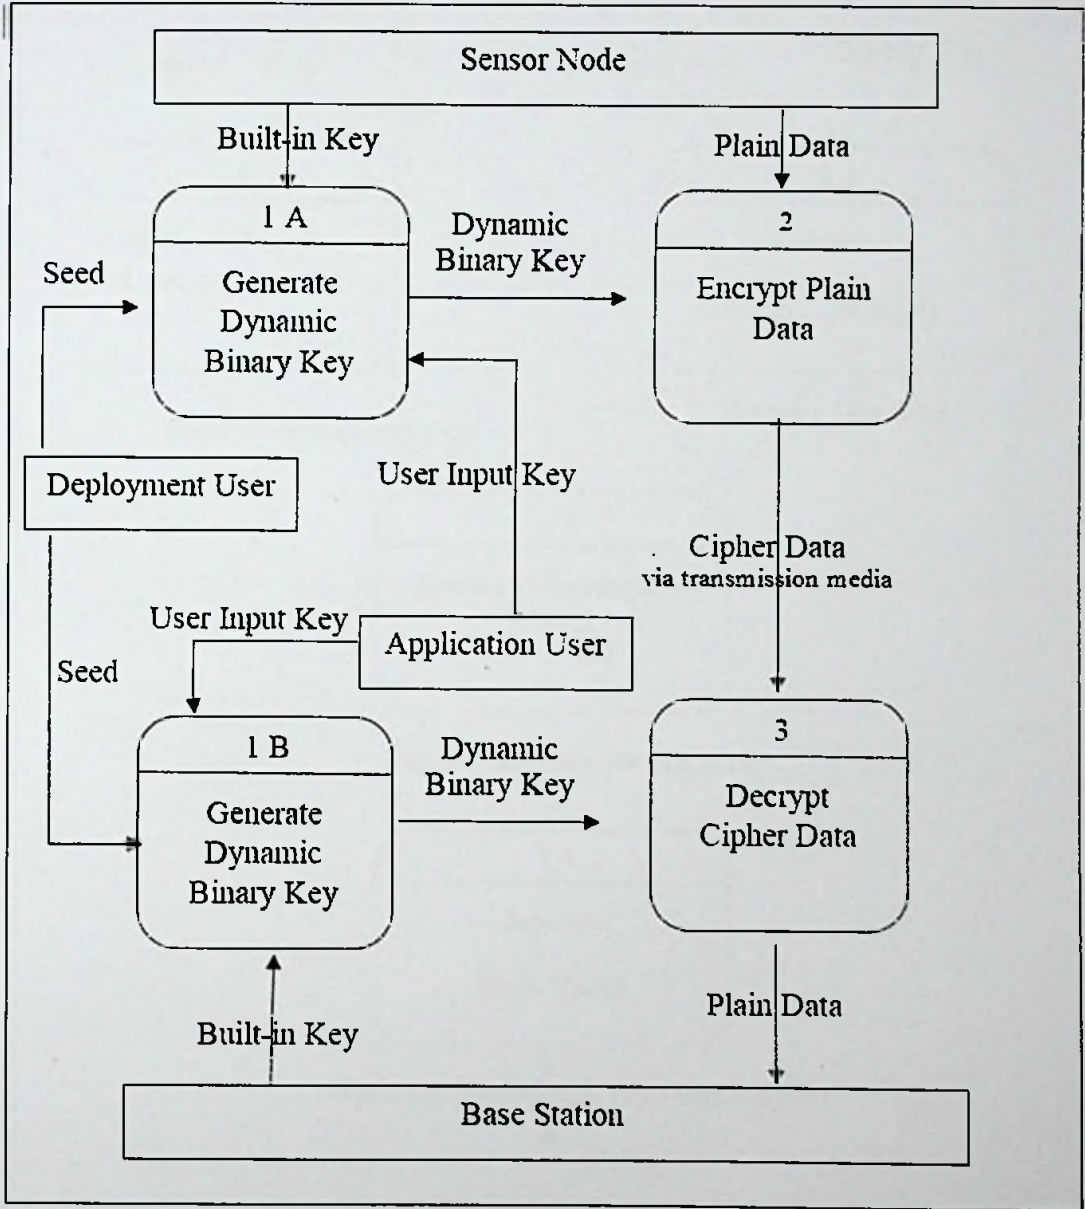 Sensor Node
Built-in Key
Plain Data
1 A
2
Dynamic
Binary Key
Seed
Generate
Dynamic
Binary Key
Encrypt Plain
Data
User Input Key
Deployment User
Cipher Data
via transmission media
User Input Key
Application User
Seed
1 B
3
Dynamic
Binary Key
Generate
Dynamic
Binary Key
Decrypt
Cipher Data
Built-in Key
Plain Data
Base Station